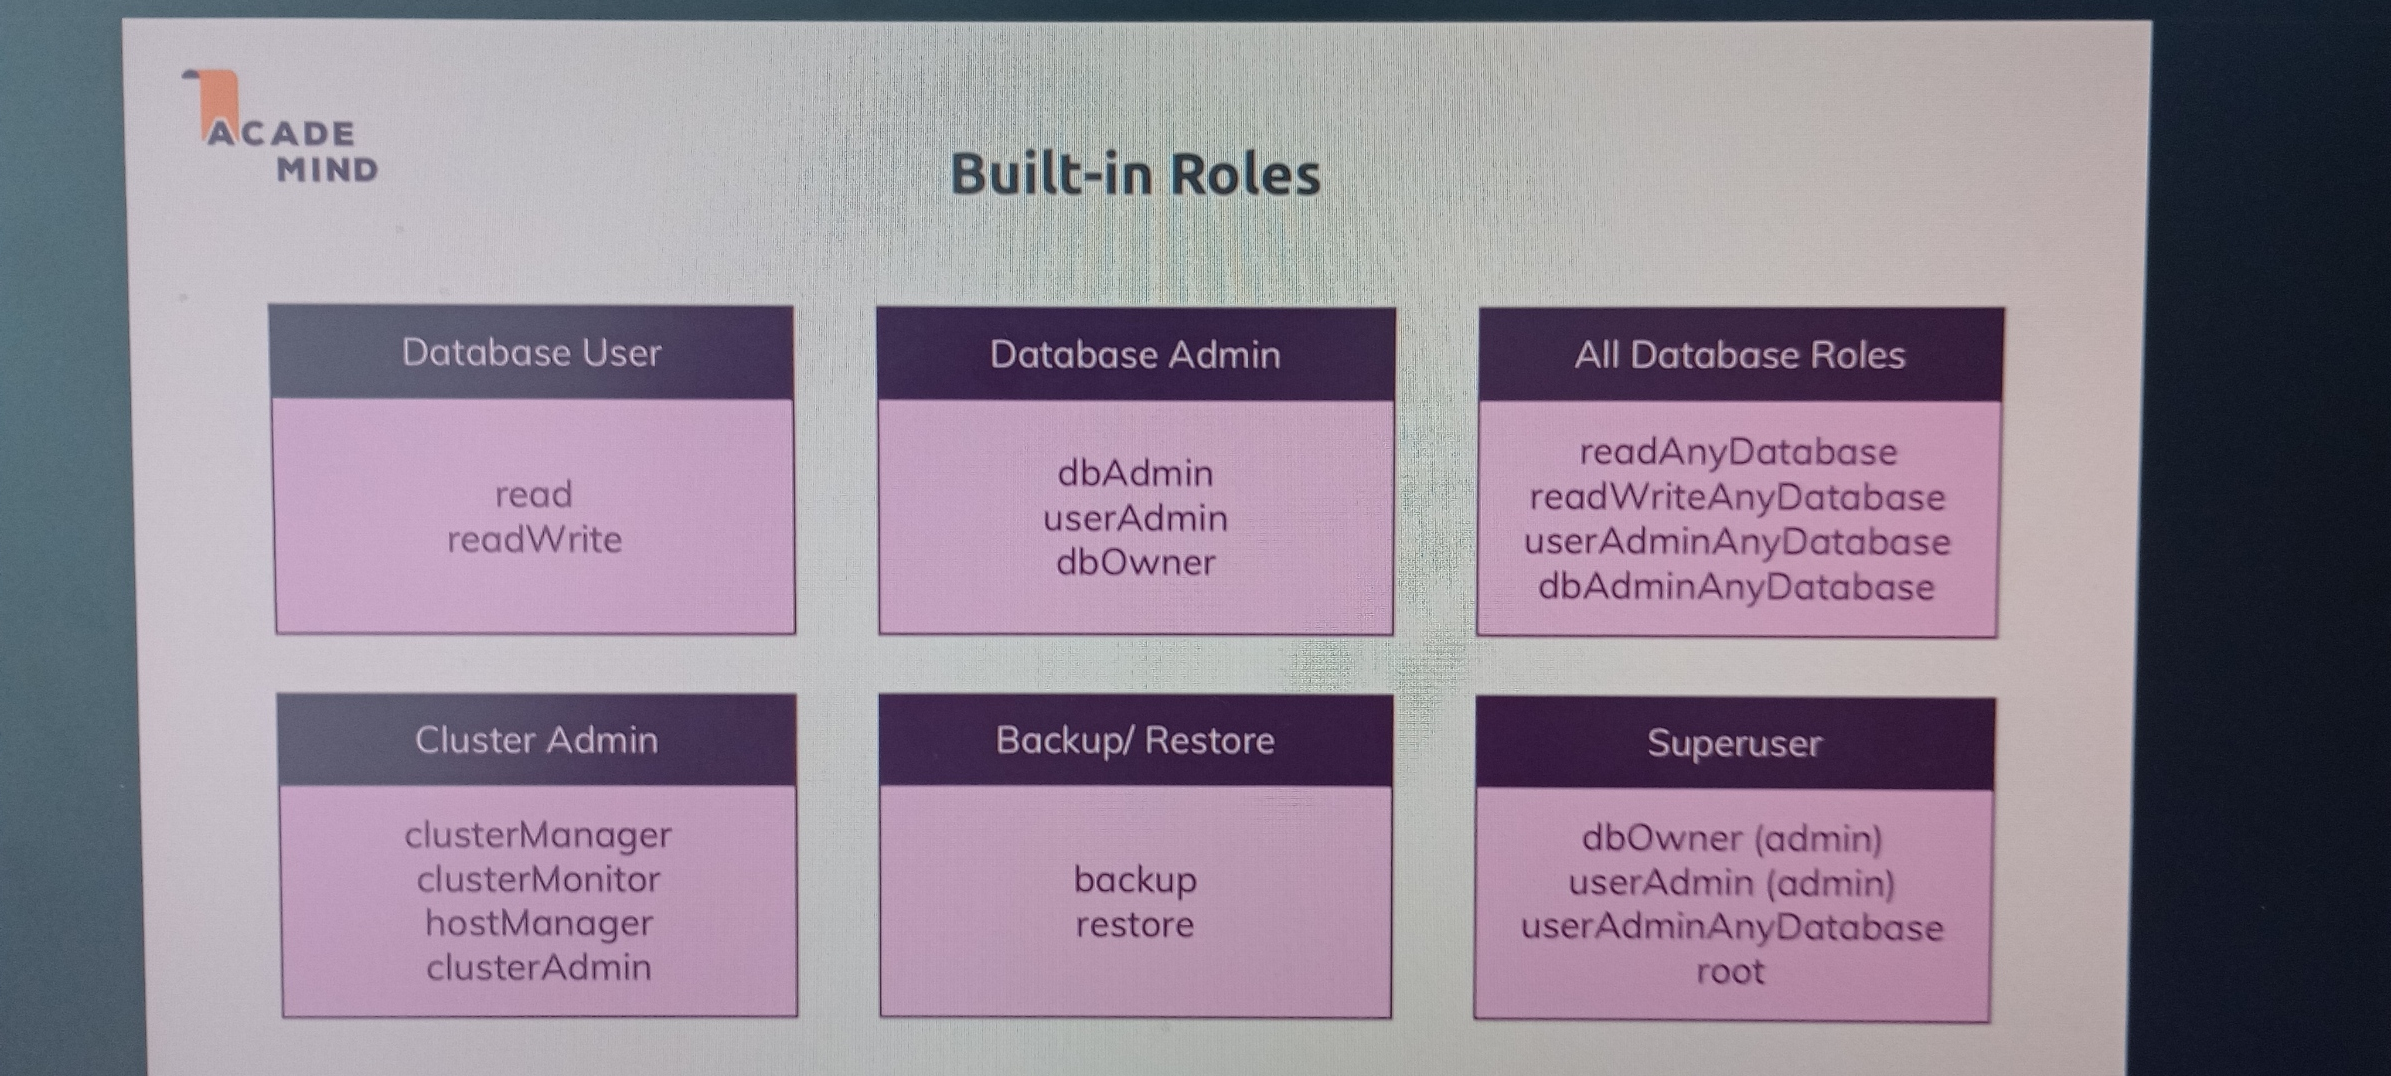 ACADE
MIND
Built-in Roles
Database User
read
readWrite
Database Admin
dbAdmin
userAdmin
dbOwner
All Database Roles
readAnyDatabase
readWriteAnyDatabase
userAdminAnyDatabase
dbAdminAnyDatabase
Cluster Admin
clusterManager
clusterMonitor
hostManager
clusterAdmin
Backup/ Restore
backup
restore
Superuser
dbOwner (admin)
userAdmin (admin)
userAdminAnyDatabase
root